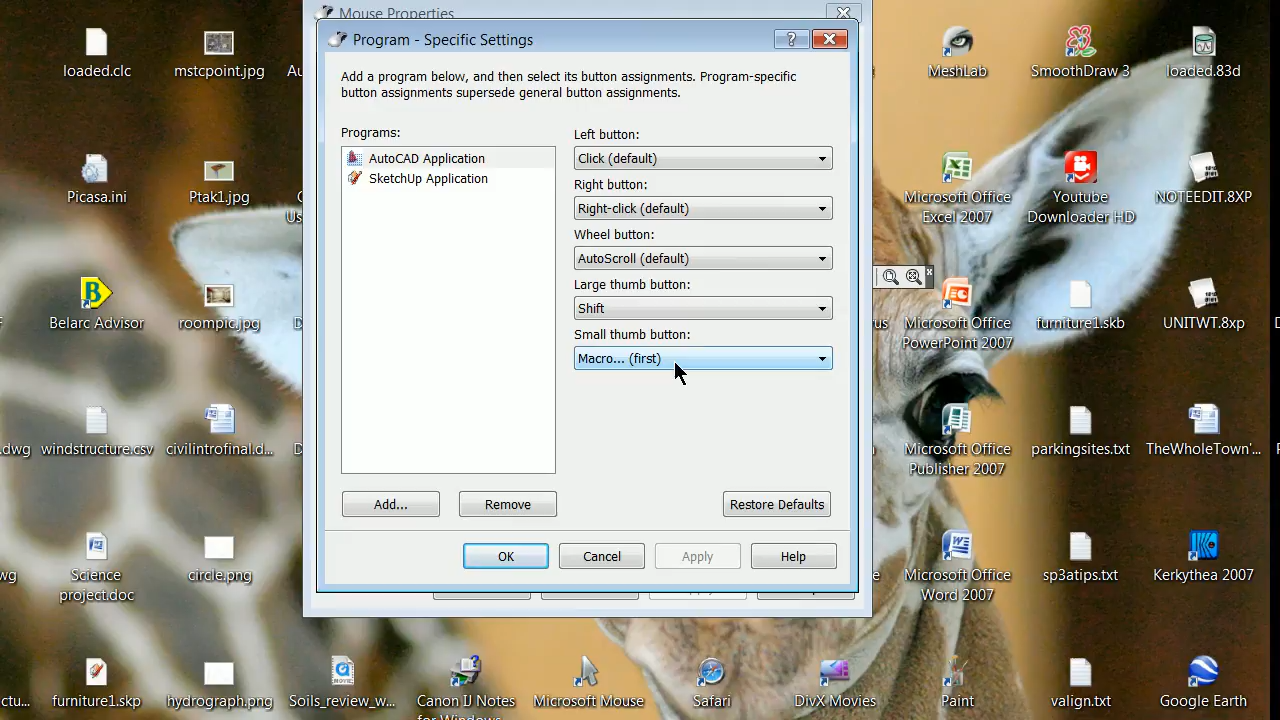 Mouse Properties
Program - Specific Settings
?
Add a program below, and then select its button assignments. Program-specific
button assignments supersede general button assignments.
Programs:
AutoCAD Application
SketchUp Application
Left button:
Click (default)
Right button:
Right-click (default)
Wheel button:
AutoScroll (default)
Large thumb button:
Shift
Small thumb button:
Macro... (first)
Add...
Remove
Restore Defaults
OK
Cancel
Apply
Help
loaded.clc
mstcpoint.jpg
MeshLab
SmoothDraw 3
loaded.83d
Picasa.ini
Ptak1.jpg
Microsoft Office
Excel 2007
Youtube
Downloader HD
NOTEEDIT.8XP
Belarc Advisor
roompic.jpg
Microsoft Office
PowerPoint 2007
furniture1.skb
UNITWT.8xp
.dwg
windstructure.csv
civilintrofinal.d...
Microsoft Office
Publisher 2007
parkingsites.txt
TheWholeTown'...
Science
project.doc
circle.png
Microsoft Office
Word 2007
sp3atips.txt
Kerkythea 2007
furniture1.skp
hydrograph.png
Soils_review_w...
Canon IJ Notes
for Windows
Microsoft Mouse
Safari
DivX Movies
Paint
valign.txt
Google Earth